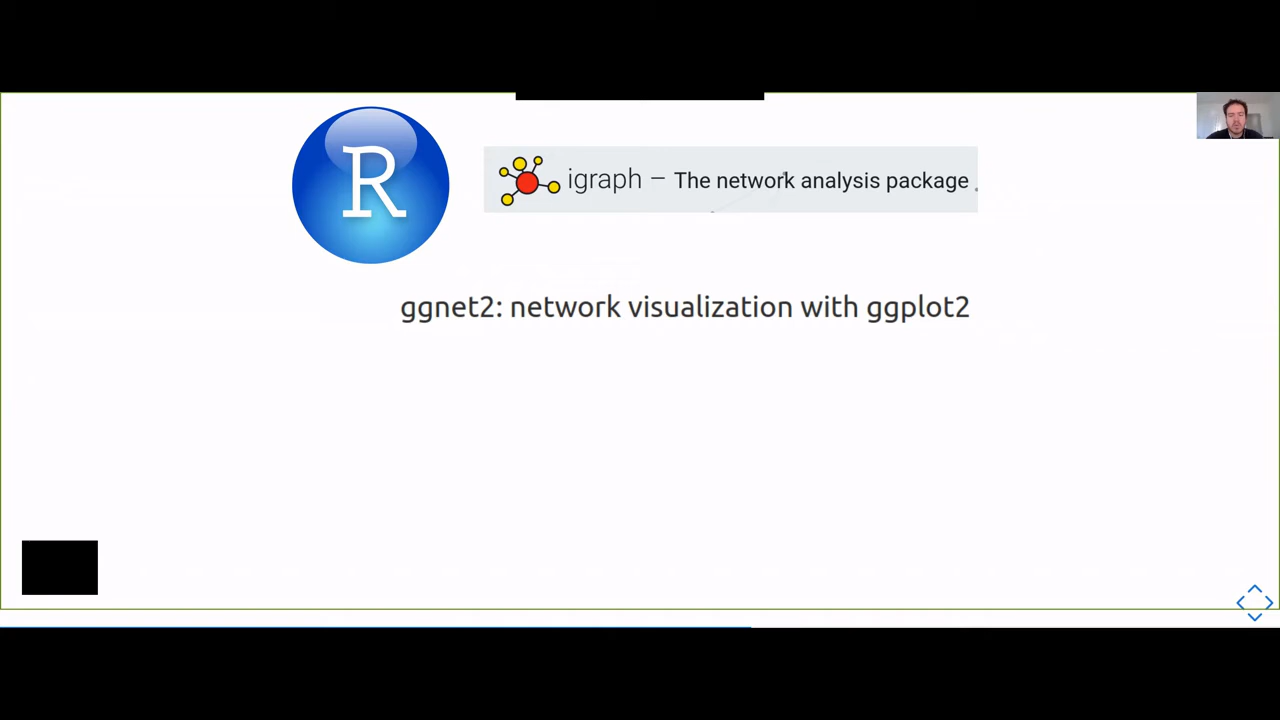 R
igraph – The network analysis package
ggnet2: network visualization with ggplot2